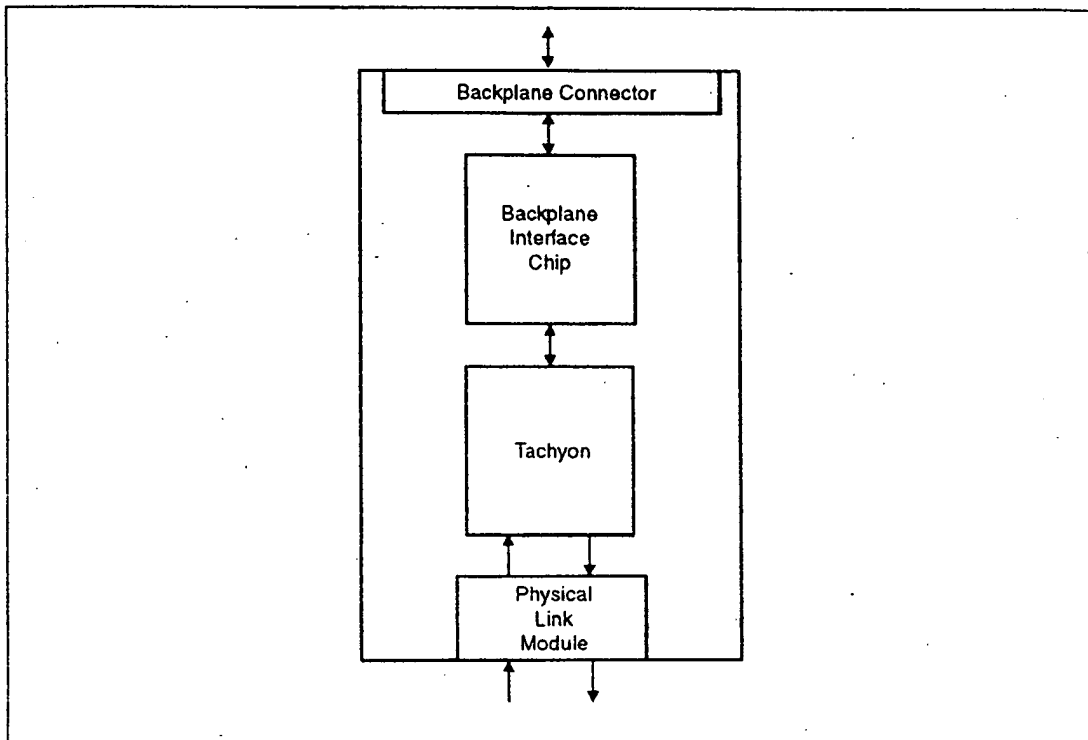 Backplane Connector
Backplane
Interface
Chip
Tachyon
Physical
Link
Module